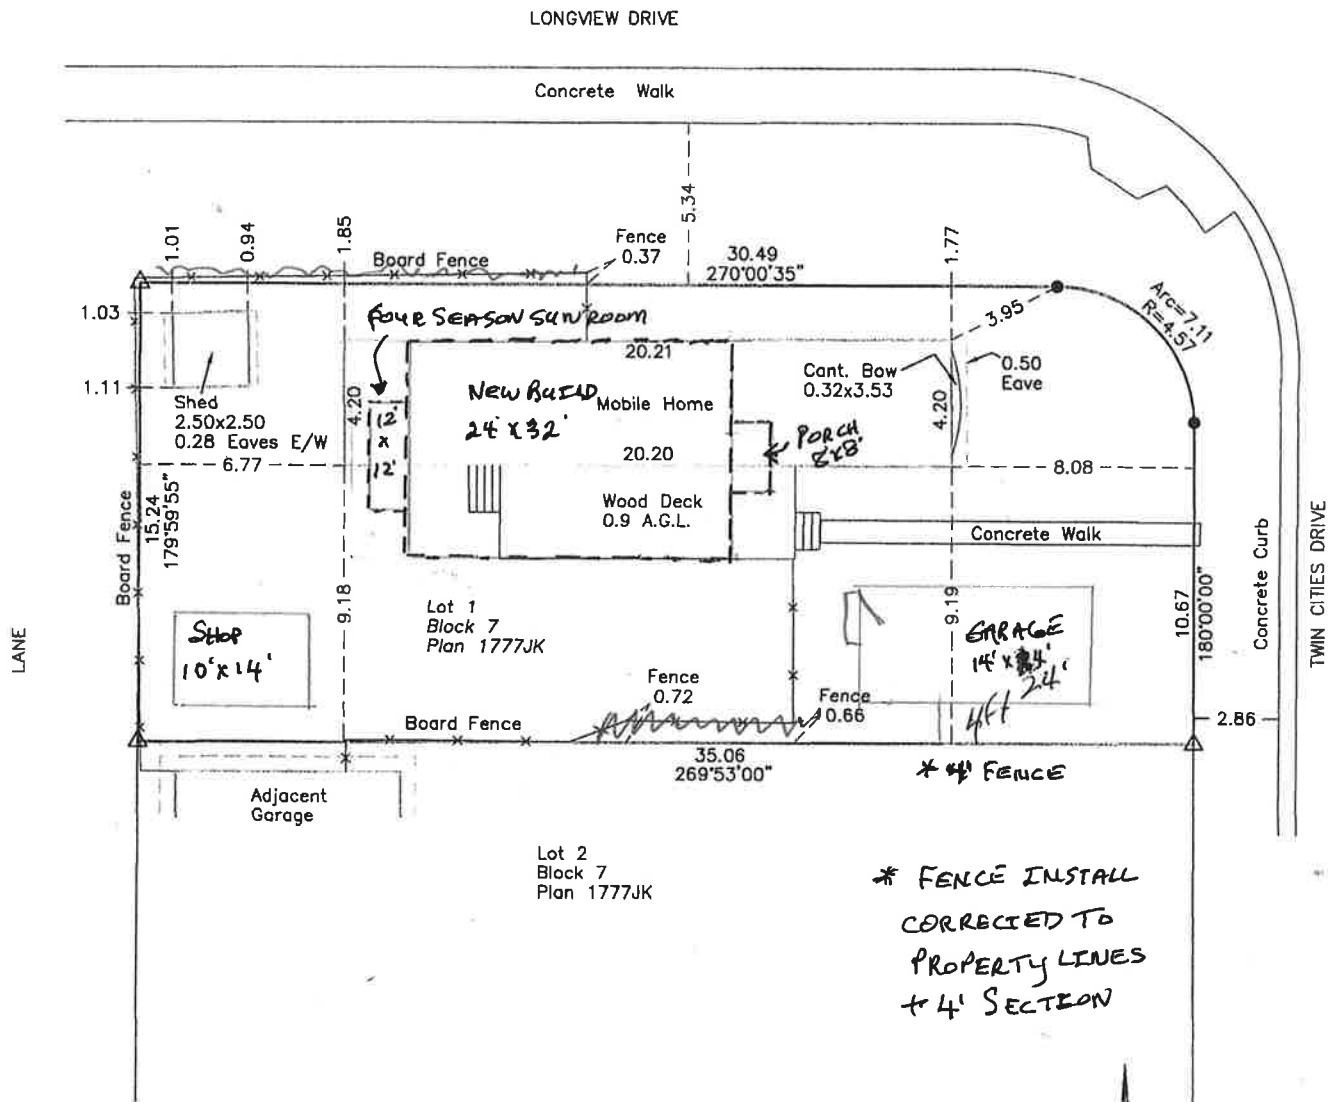 LONGVIEW DRIVE
Concrete Walk
5.34
1.01
0.94
1.85
Board Fence
Fence
0.37
30.49
270°00'35"
1.77
3.95
Arc=7.11
R=4.57
1.03
FOUR SEASON SUNROOM
20.21
Cant. Bow
0.32x3.53
0.50
Eave
1.11
Shed
2.50x2.50
0.28 Eaves E/W
4.20
12'
x
12'
NEW BUILD
24' x 32'
Mobile Home
20.20
PORCH
8'x8'
4.20
6.77
8.08
Board Fence
15.24
179°59'55"
Wood Deck
0.9 A.G.L.
Concrete Walk
Concrete Curb
TWIN CITIES DRIVE
LANE
9.18
Lot 1
Block 7
Plan 1777JK
9.19
10.67
180°00'00"
SHOP
10'x14'
GARAGE
14' x 24'
4ft
Fence
0.72
Fence
0.66
2.86
Board Fence
35.06
269°53'00"
* 4' FENCE
Adjacent
Garage
Lot 2
Block 7
Plan 1777JK
* FENCE INSTALL
CORRECTED TO
PROPERTY LINES
+ 4' SECTION